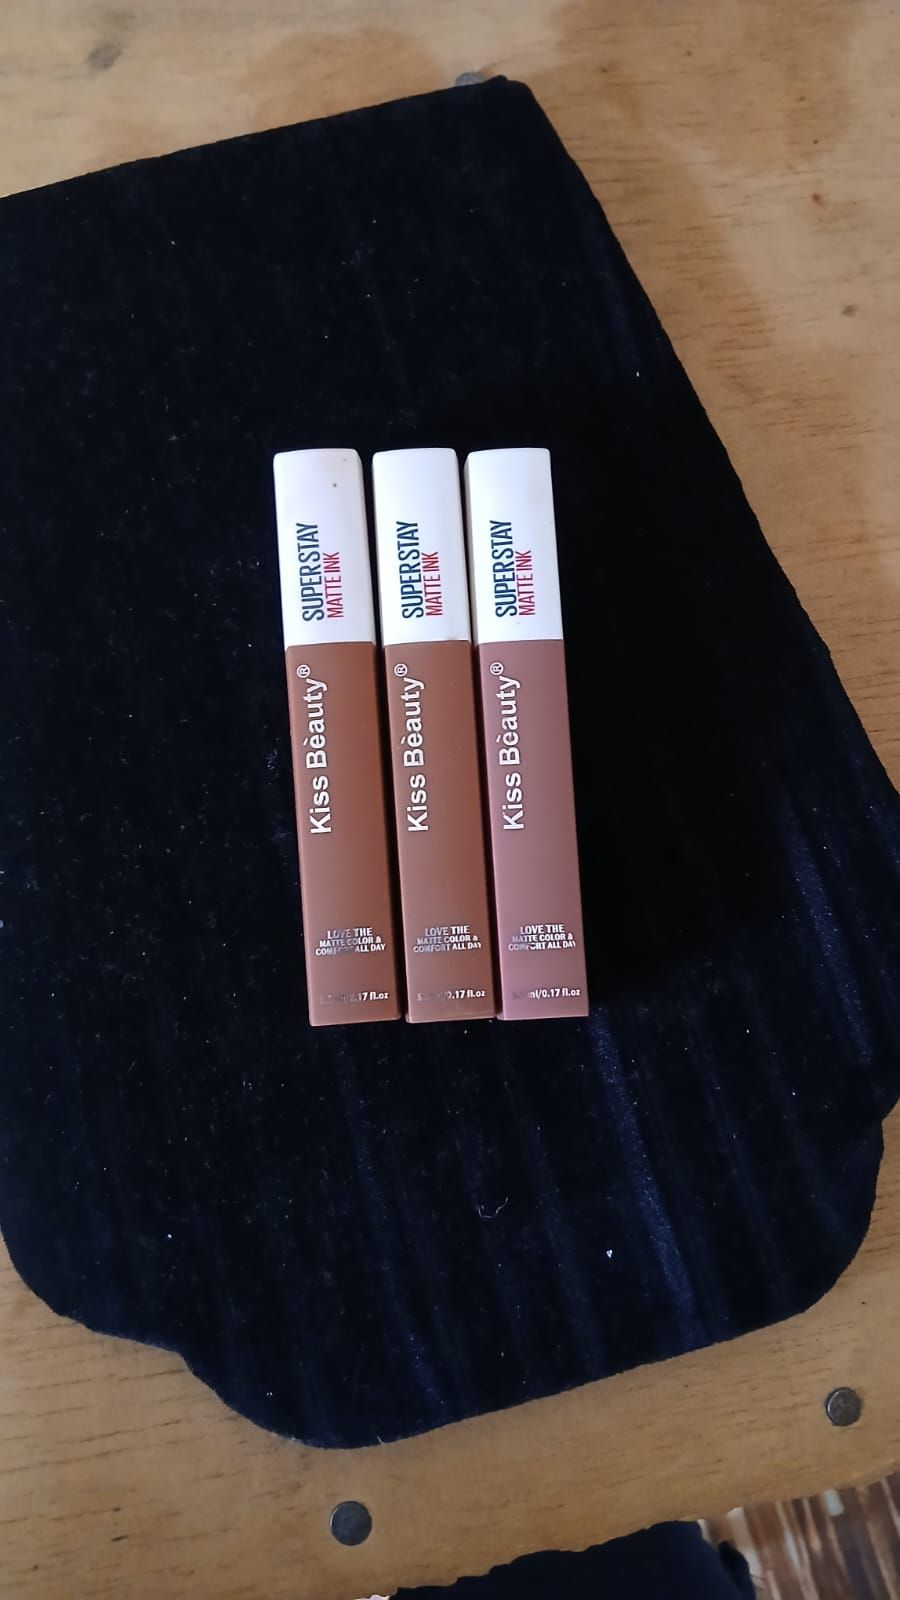 SUPERSTAY
MATTE INK
Kiss Bèauty®
LOVE THE
MATTE COLOR &
COMFORT ALL DAY
0.17 fl.oz
SUPERSTAY
MATTE INK
Kiss Bèauty®
LOVE THE
MATTE COLOR &
COMFORT ALL DAY
0.17 fl.oz
SUPERSTAY
MATTE INK
Kiss Bèauty®
LOVE THE
MATTE COLOR &
COMFORT ALL DAY
ml/0.17 fl.oz